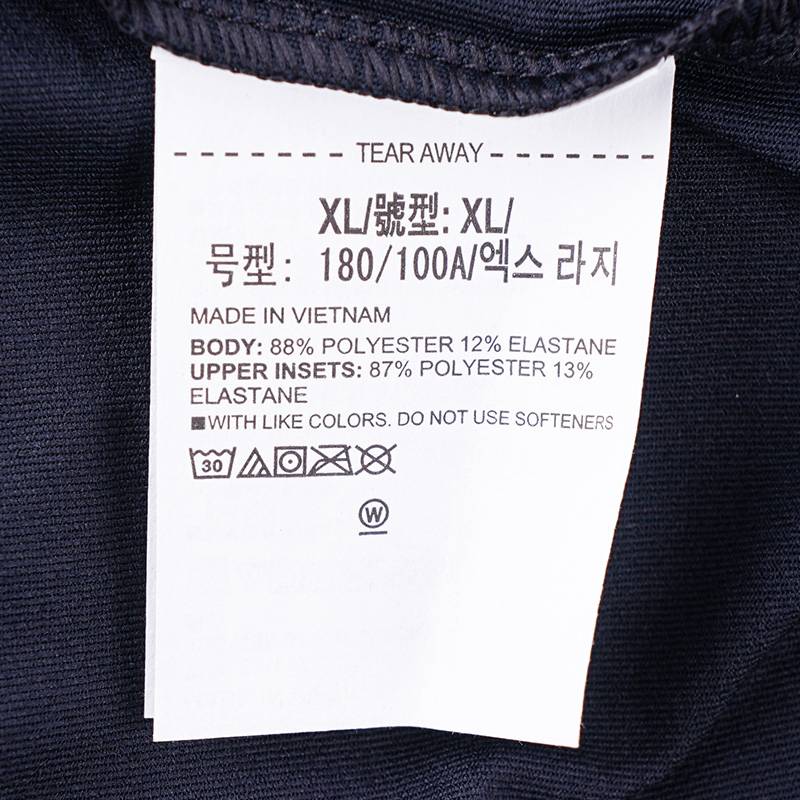 TEAR AWAY
XL/號型: XL/
号型: 180/100A/엑스 라지
MADE IN VIETNAM
BODY: 88% POLYESTER 12% ELASTANE
UPPER INSETS: 87% POLYESTER 13%
ELASTANE
■WITH LIKE COLORS. DO NOT USE SOFTENERS
30
W